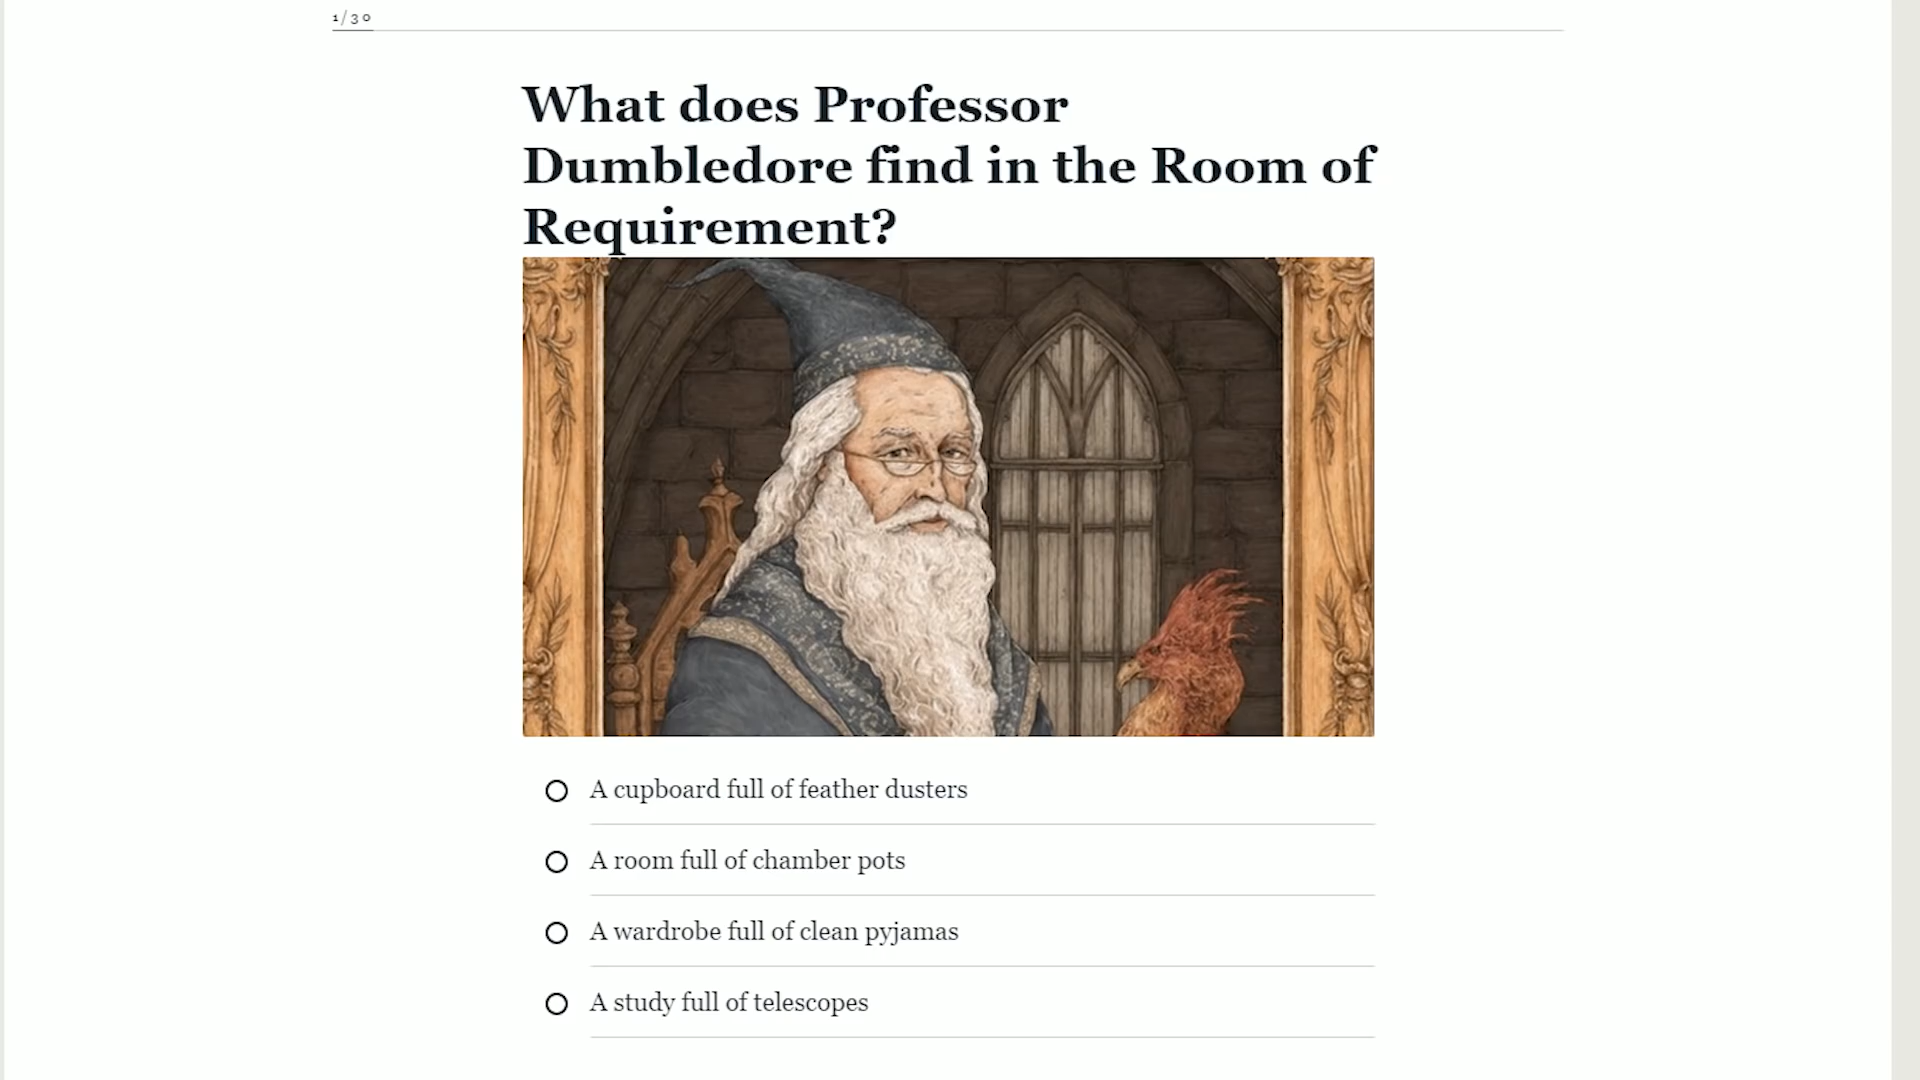 1/30
What does Professor
Dumbledore find in the Room of
Requirement?
A cupboard full of feather dusters
A room full of chamber pots
A wardrobe full of clean pyjamas
A study full of telescopes